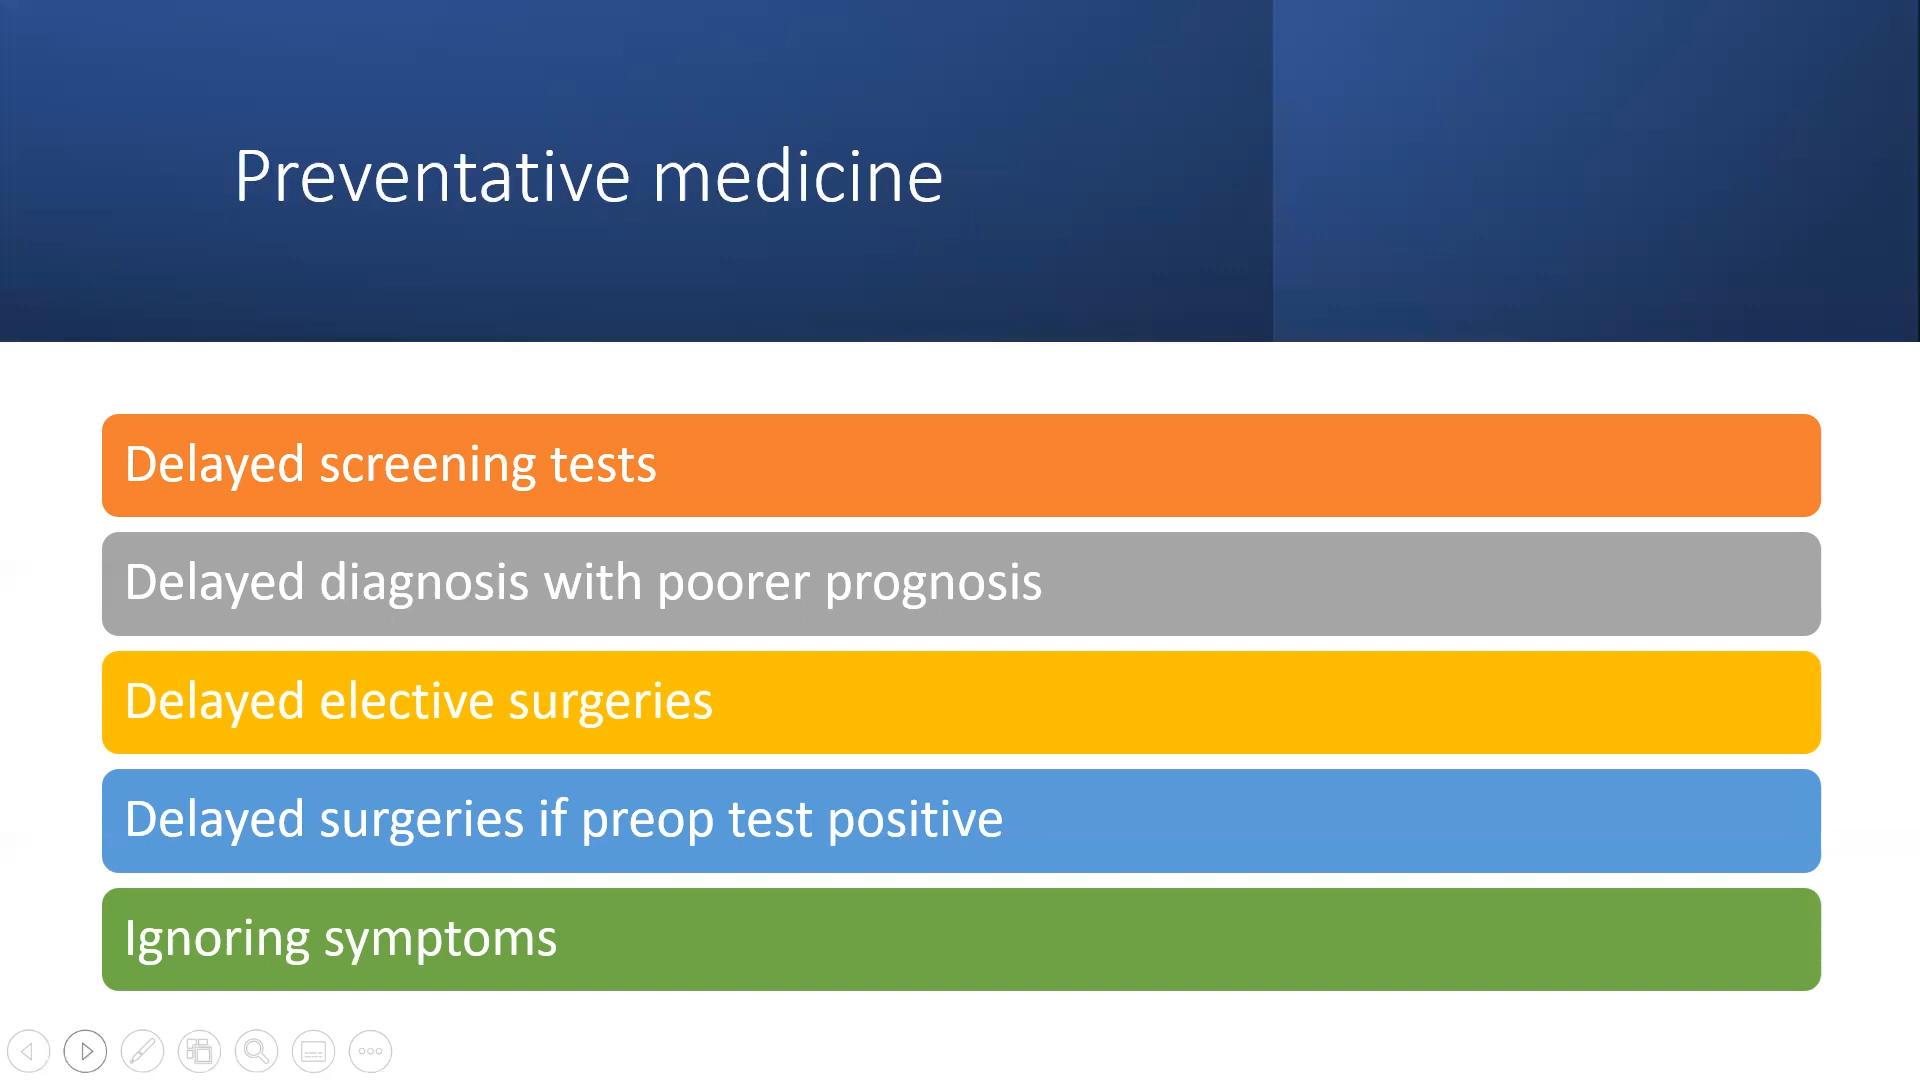 Preventative medicine
Delayed screening tests
Delayed diagnosis with poorer prognosis
Delayed elective surgeries
Delayed surgeries if preop test positive
Ignoring symptoms